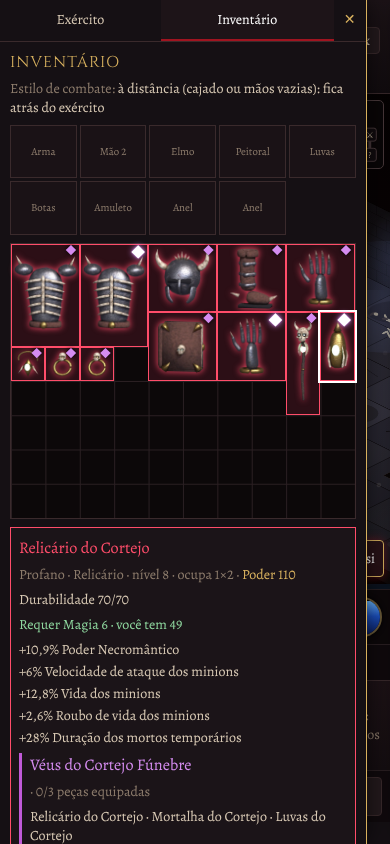 Exército
Inventário
×
INVENTÁRIO
Estilo de combate: à distância (cajado ou mãos vazias): fica
atrás do exército
Arma
Mão 2
Elmo
Peitoral
Luvas
Botas
Amuleto
Anel
Anel
si
Relicário do Cortejo
Profano · Relicário · nível 8 · ocupa 1×2 · Poder 110
Durabilidade 70/70
Requer Magia 6 · você tem 49
+10,9% Poder Necromântico
+6% Velocidade de ataque dos minions
+12,8% Vida dos minions
+2,6% Roubo de vida dos minions
+28% Duração dos mortos temporários
os
Véus do Cortejo Fúnebre
· 0/3 peças equipadas
Relicário do Cortejo · Mortalha do Cortejo · Luvas do
Cortejo